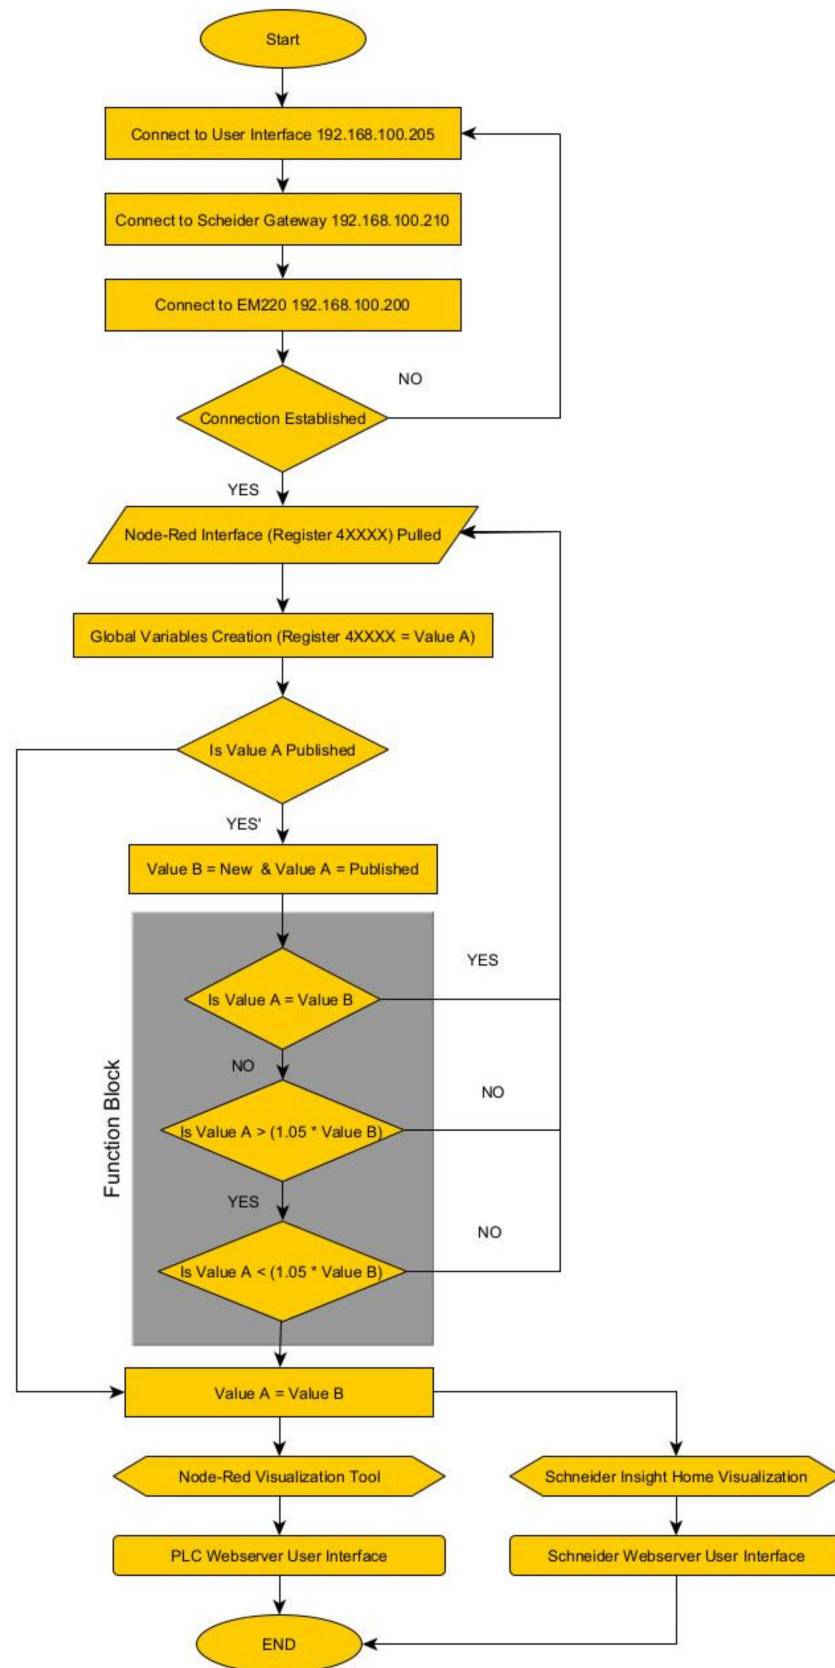 Start
Connect to User Interface 192.168.100.205
Connect to Scheider Gateway 192.168.100.210
Connect to EM220 192.168.100.200
NO
Connection Established
YES
Node-Red Interface (Register 4XXXX) Pulled
Global Variables Creation (Register 4XXXX = Value A)
Is Value A Published
YES'
Value B = New & Value A = Published
YES
Is Value A = Value B
Function Block
NO
NO
Is Value A > (1.05 * Value B)
YES
NO
Is Value A < (1.05 * Value B)
Value A = Value B
Node-Red Visualization Tool
Schneider Insight Home Visualization
PLC Webserver User Interface
Schneider Webserver User Interface
END